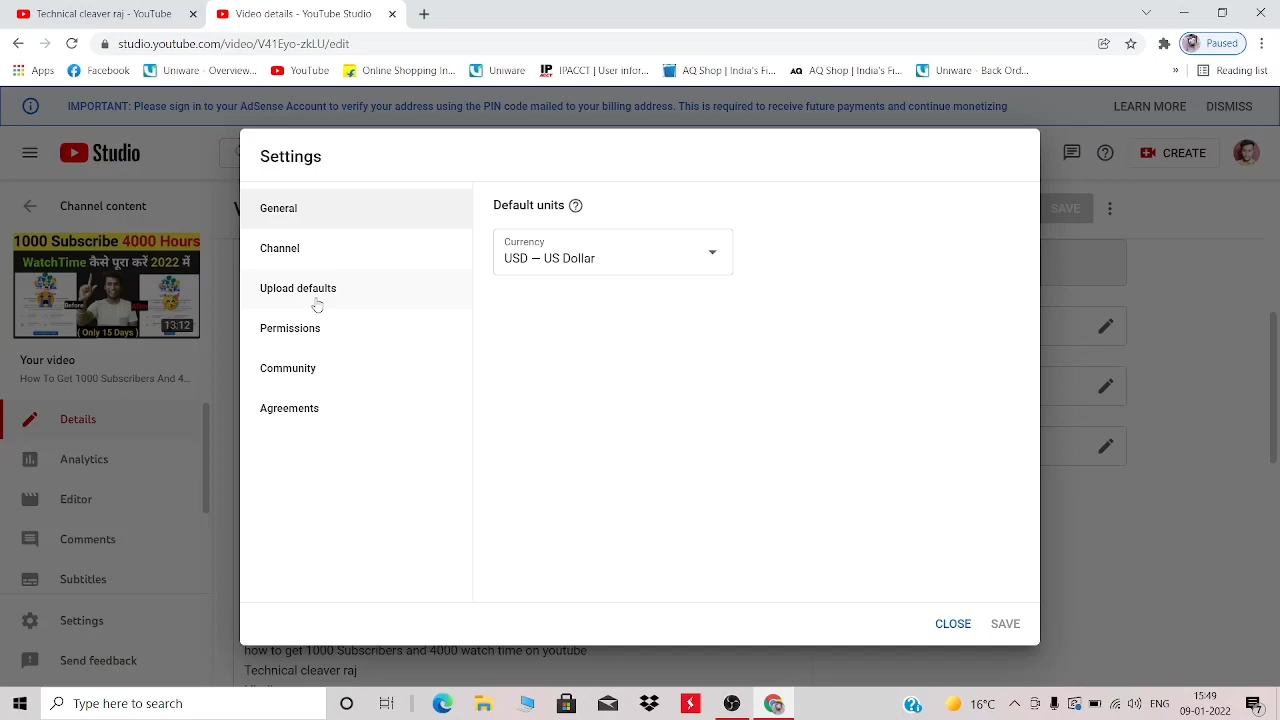 Technical cleaver raj - YouTube
Video details - YouTube Studio
studio.youtube.com/video/V41Eyo-zkLU/edit
Paused
Apps
Facebook
Uniware - Overview...
YouTube
Online Shopping In...
Uniware
IPACCT | User infor...
AQ Shop | India's Fi...
AQ AQ Shop | India's Fi...
Uniware - Back Ord...
»
Reading list
IMPORTANT: Please sign in to your AdSense Account to verify your address using the PIN code mailed to your billing address. This is required to receive future payments and continue monetizing
LEARN MORE
DISMISS
Studio
CREATE
Settings
Channel content
SAVE
General
Default units
Channel
Currency
USD — US Dollar
Upload defaults
Permissions
Community
Agreements
1000 Subscribe 4000 Hours
WatchTime कैसे पूरा करें 2022 में
Before
After
( Only 15 Days )
13:12
Your video
How To Get 1000 Subscribers And 4...
Details
Analytics
Editor
Comments
Subtitles
Settings
Send feedback
CLOSE
SAVE
how to get 1000 Subscribers and 4000 watch time on youtube
Technical cleaver raj
Type here to search
16°C
ENG
15:49
09-01-2022